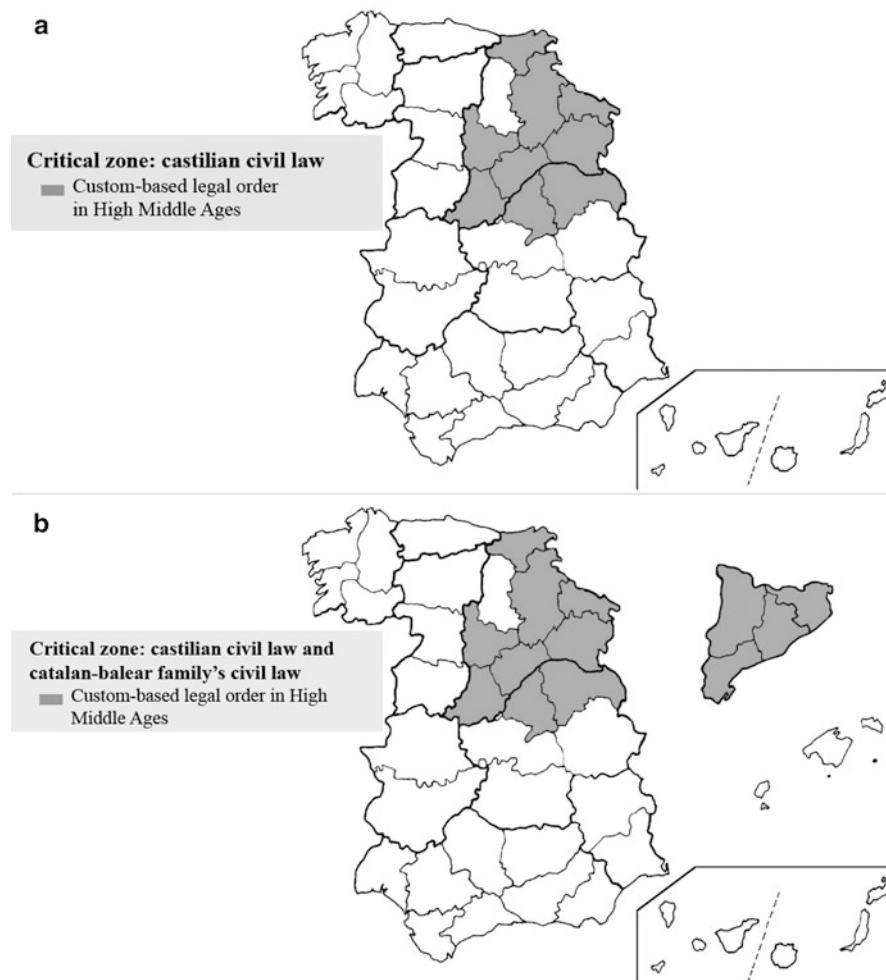 a
Critical zone: castilian civil law
Custom-based legal order
in High Middle Ages
b
Critical zone: castilian civil law and
catalan-balear family's civil law
Custom-based legal order in High
Middle Ages